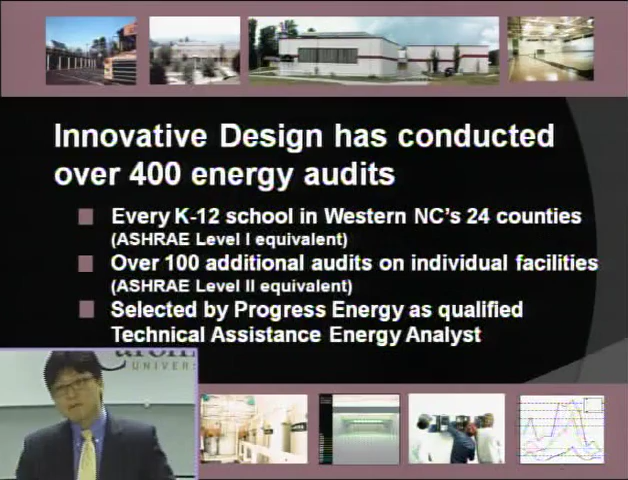 Innovative Design has conducted
over 400 energy audits
Every K-12 school in Western NC's 24 counties
(ASHRAE Level I equivalent)
Over 100 additional audits on individual facilities
(ASHRAE Level II equivalent)
Selected by Progress Energy as qualified
Technical Assistance Energy Analyst